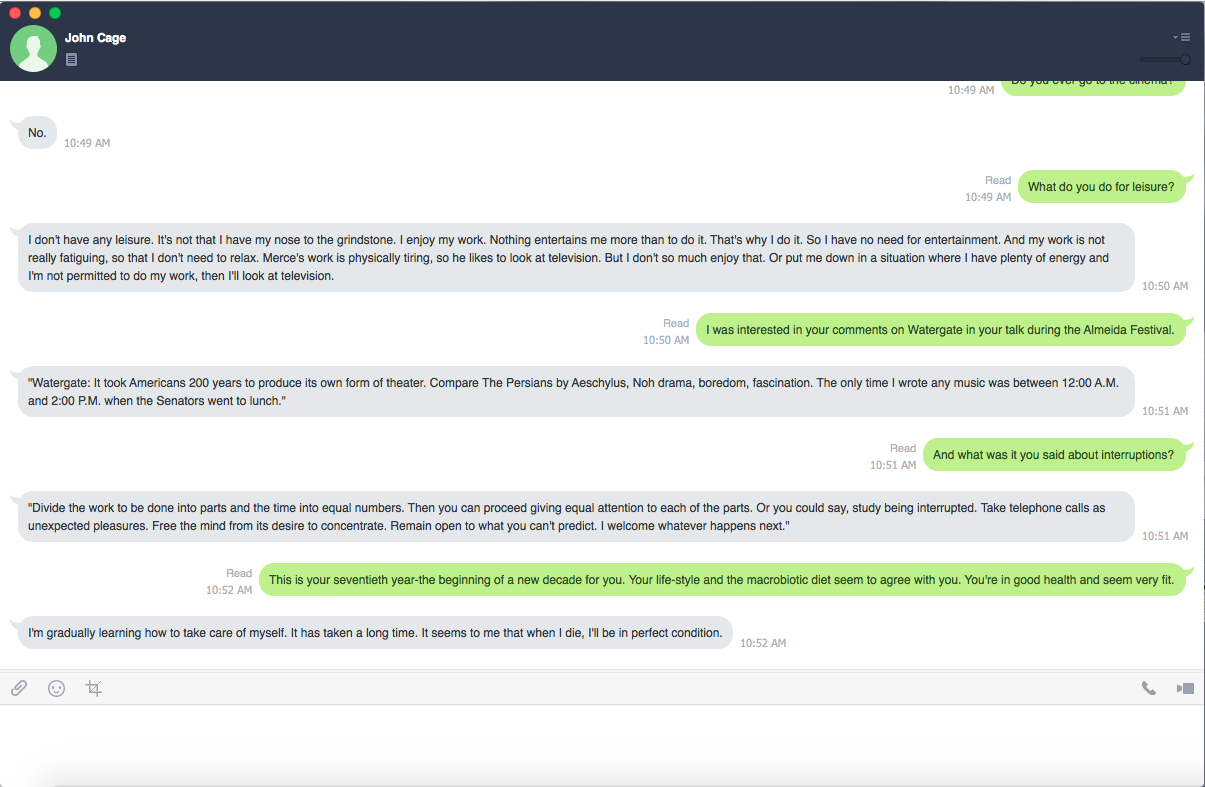 John Cage
Do you ever go to the cinema?
10:49 AM
No.
10:49 AM
Read
What do you do for leisure?
10:49 AM
I don't have any leisure. It's not that I have my nose to the grindstone. I enjoy my work. Nothing entertains me more than to do it. That's why I do it. So I have no need for entertainment. And my work is not
really fatiguing, so that I don't need to relax. Merce's work is physically tiring, so he likes to look at television. But I don't so much enjoy that. Or put me down in a situation where I have plenty of energy and
I'm not permitted to do my work, then I'll look at television.
10:50 AM
Read
I was interested in your comments on Watergate in your talk during the Almeida Festival.
10:50 AM
"Watergate: It took Americans 200 years to produce its own form of theater. Compare The Persians by Aeschylus, Noh drama, boredom, fascination. The only time I wrote any music was between 12:00 A.M.
and 2:00 P.M. when the Senators went to lunch."
10:51 AM
Read
And what was it you said about interruptions?
10:51 AM
"Divide the work to be done into parts and the time into equal numbers. Then you can proceed giving equal attention to each of the parts. Or you could say, study being interrupted. Take telephone calls as
unexpected pleasures. Free the mind from its desire to concentrate. Remain open to what you can't predict. I welcome whatever happens next."
10:51 AM
Read
This is your seventieth year-the beginning of a new decade for you. Your life-style and the macrobiotic diet seem to agree with you. You're in good health and seem very fit.
10:52 AM
I'm gradually learning how to take care of myself. It has taken a long time. It seems to me that when I die, I'll be in perfect condition.
10:52 AM